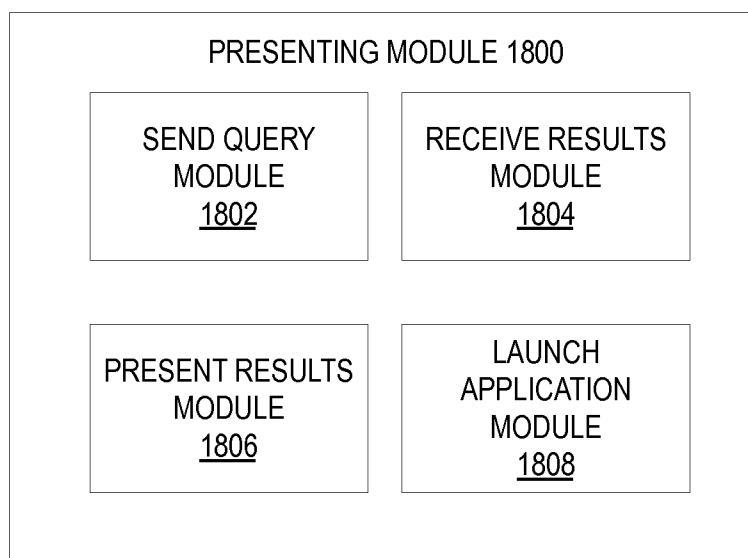 PRESENTING MODULE 1800
SEND QUERY
MODULE
1802
RECEIVE RESULTS
MODULE
1804
PRESENT RESULTS
MODULE
1806
LAUNCH
APPLICATION
MODULE
1808